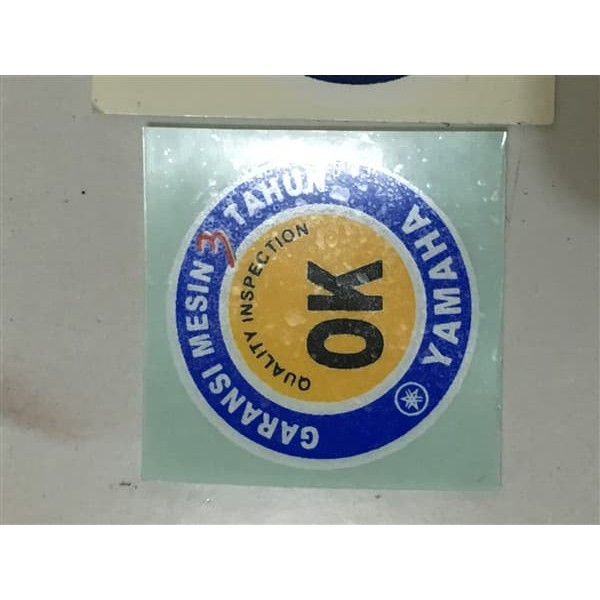 GARANSI MESIN 3 TAHUN
QUALITY INSPECTION
OK
YAMAHA